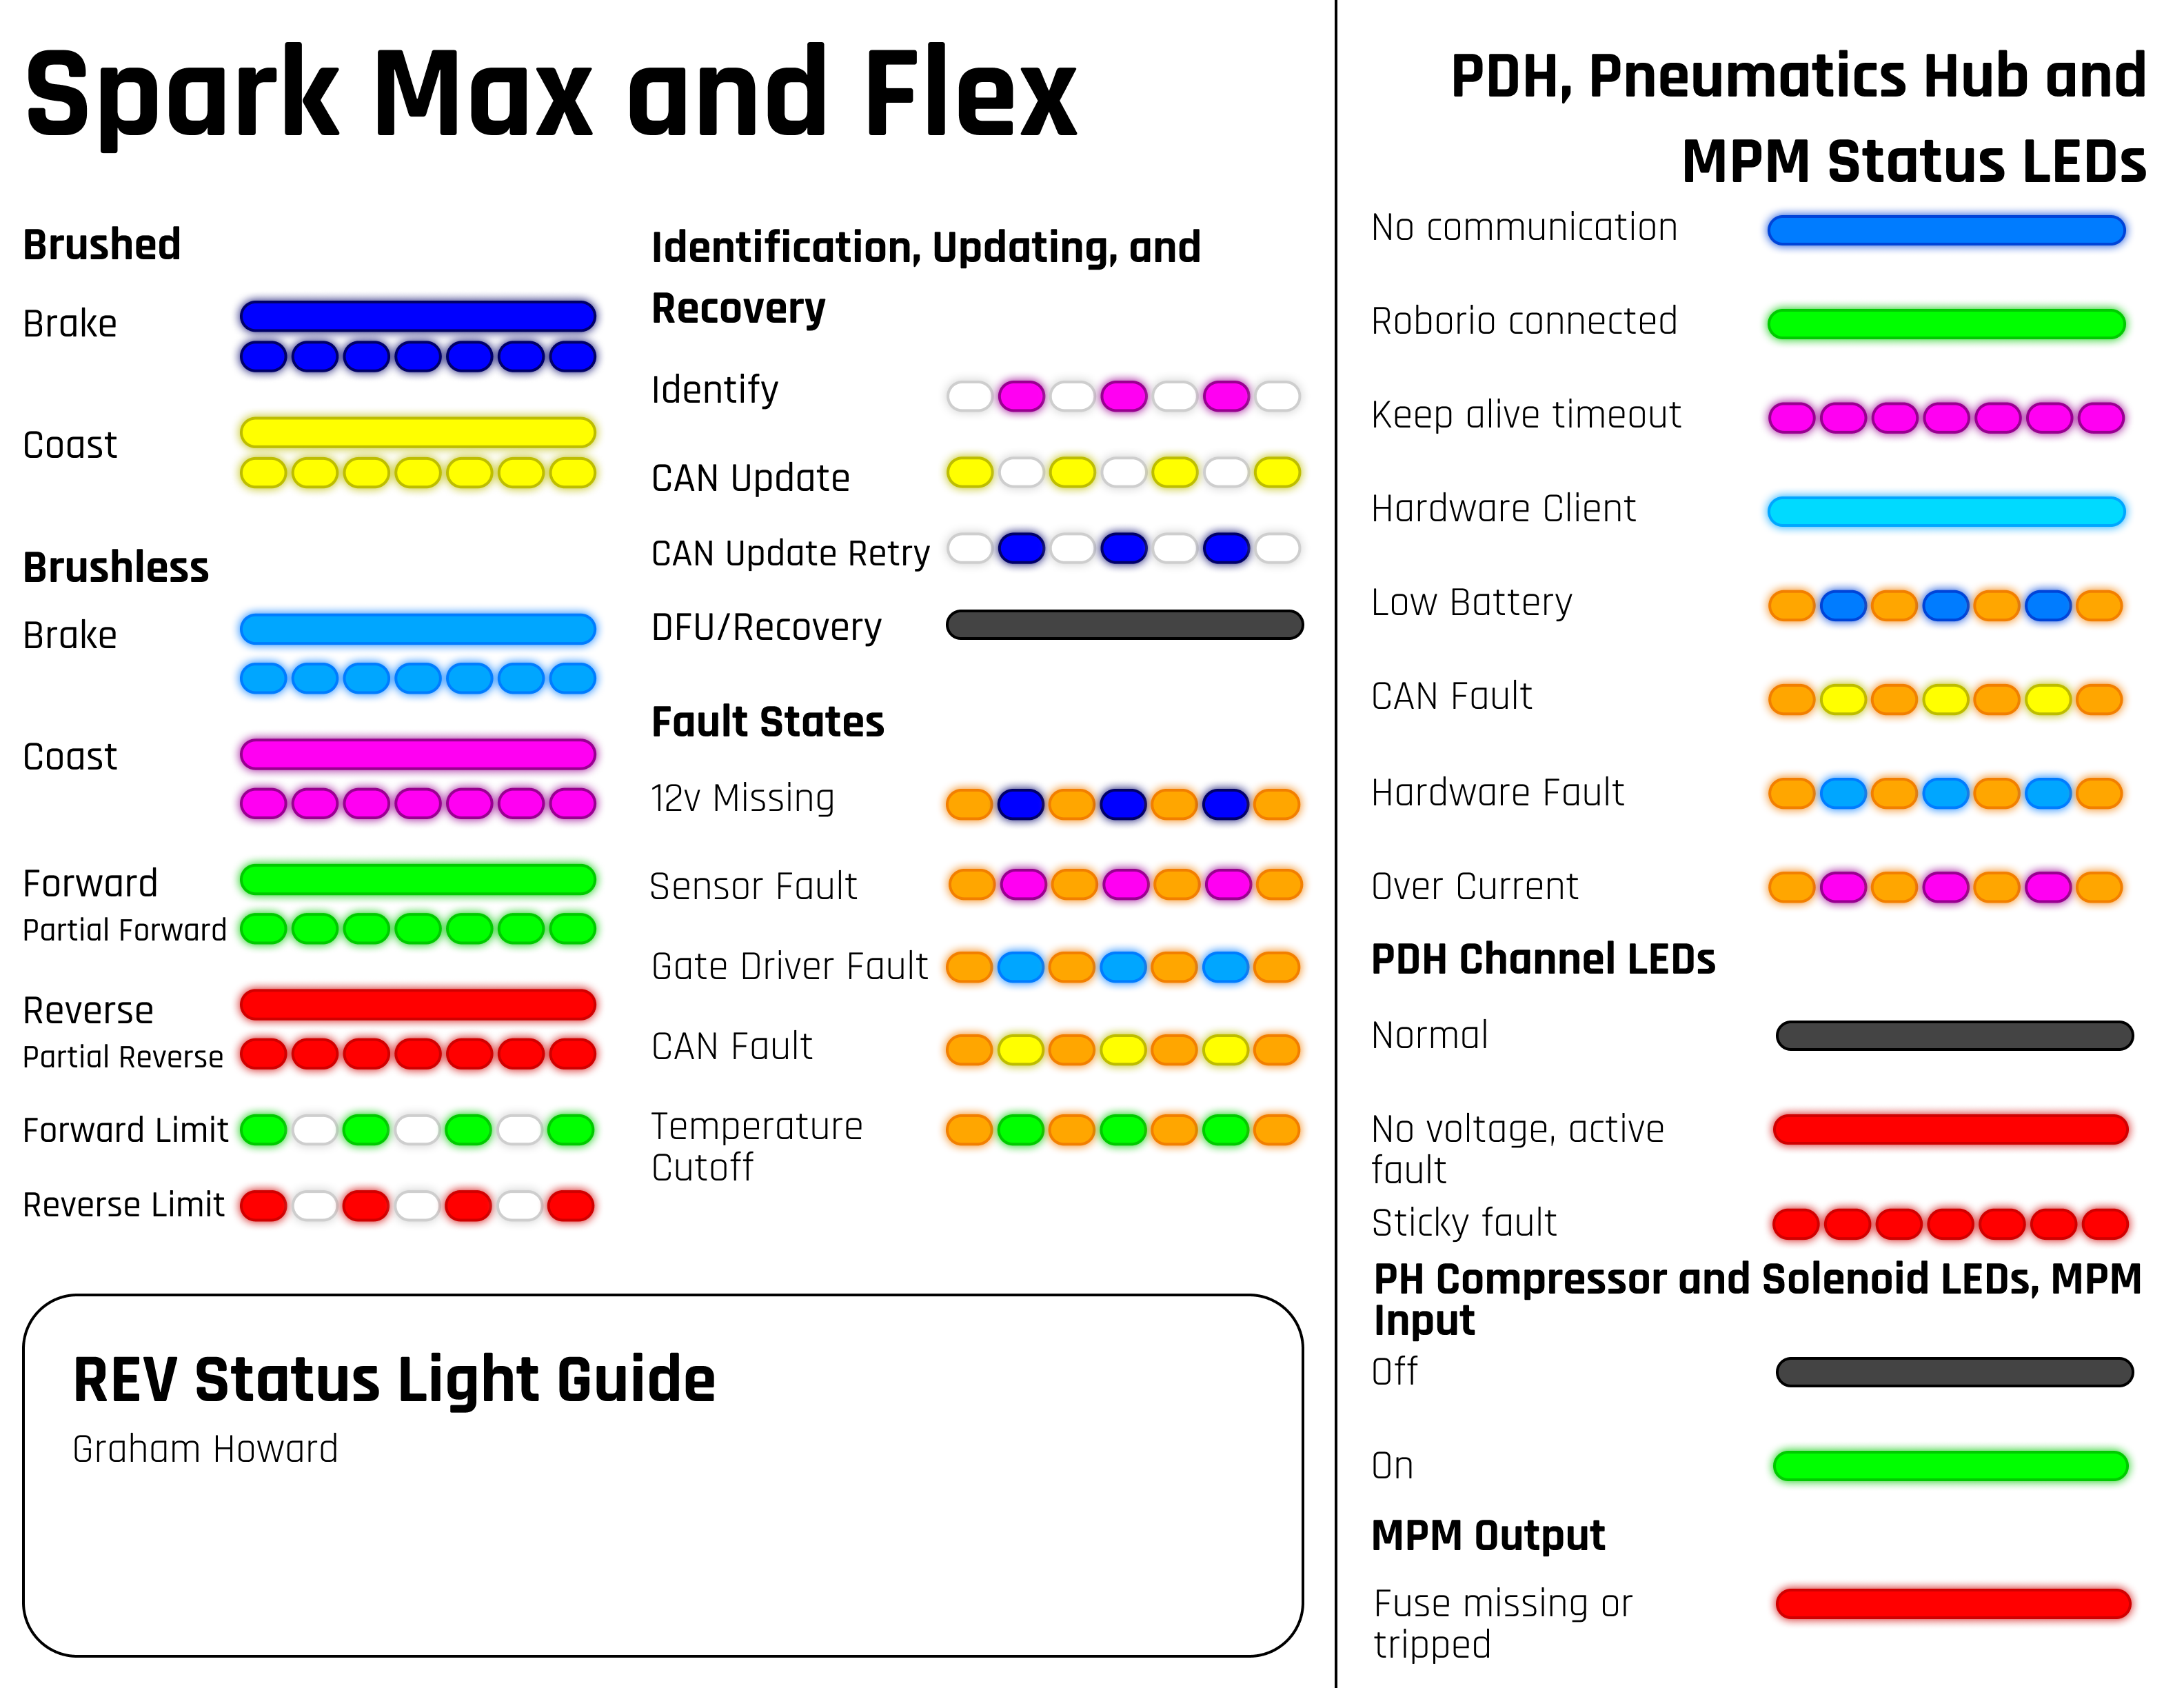 Spark Max and Flex
Brushed
Brake
Coast
Brushless
Brake
Coast
Forward
Partial Forward
Reverse
Partial Reverse
Forward Limit
Reverse Limit
Identification, Updating, and
Recovery
Identify
CAN Update
CAN Update Retry
DFU/Recovery
Fault States
12v Missing
Sensor Fault
Gate Driver Fault
CAN Fault
Temperature
Cutoff
REV Status Light Guide
Graham Howard
PDH, Pneumatics Hub and
MPM Status LEDs
No communication
Roborio connected
Keep alive timeout
Hardware Client
Low Battery
CAN Fault
Hardware Fault
Over Current
PDH Channel LEDs
Normal
No voltage, active
fault
Sticky fault
PH Compressor and Solenoid LEDs, MPM
Input
Off
On
MPM Output
Fuse missing or
tripped